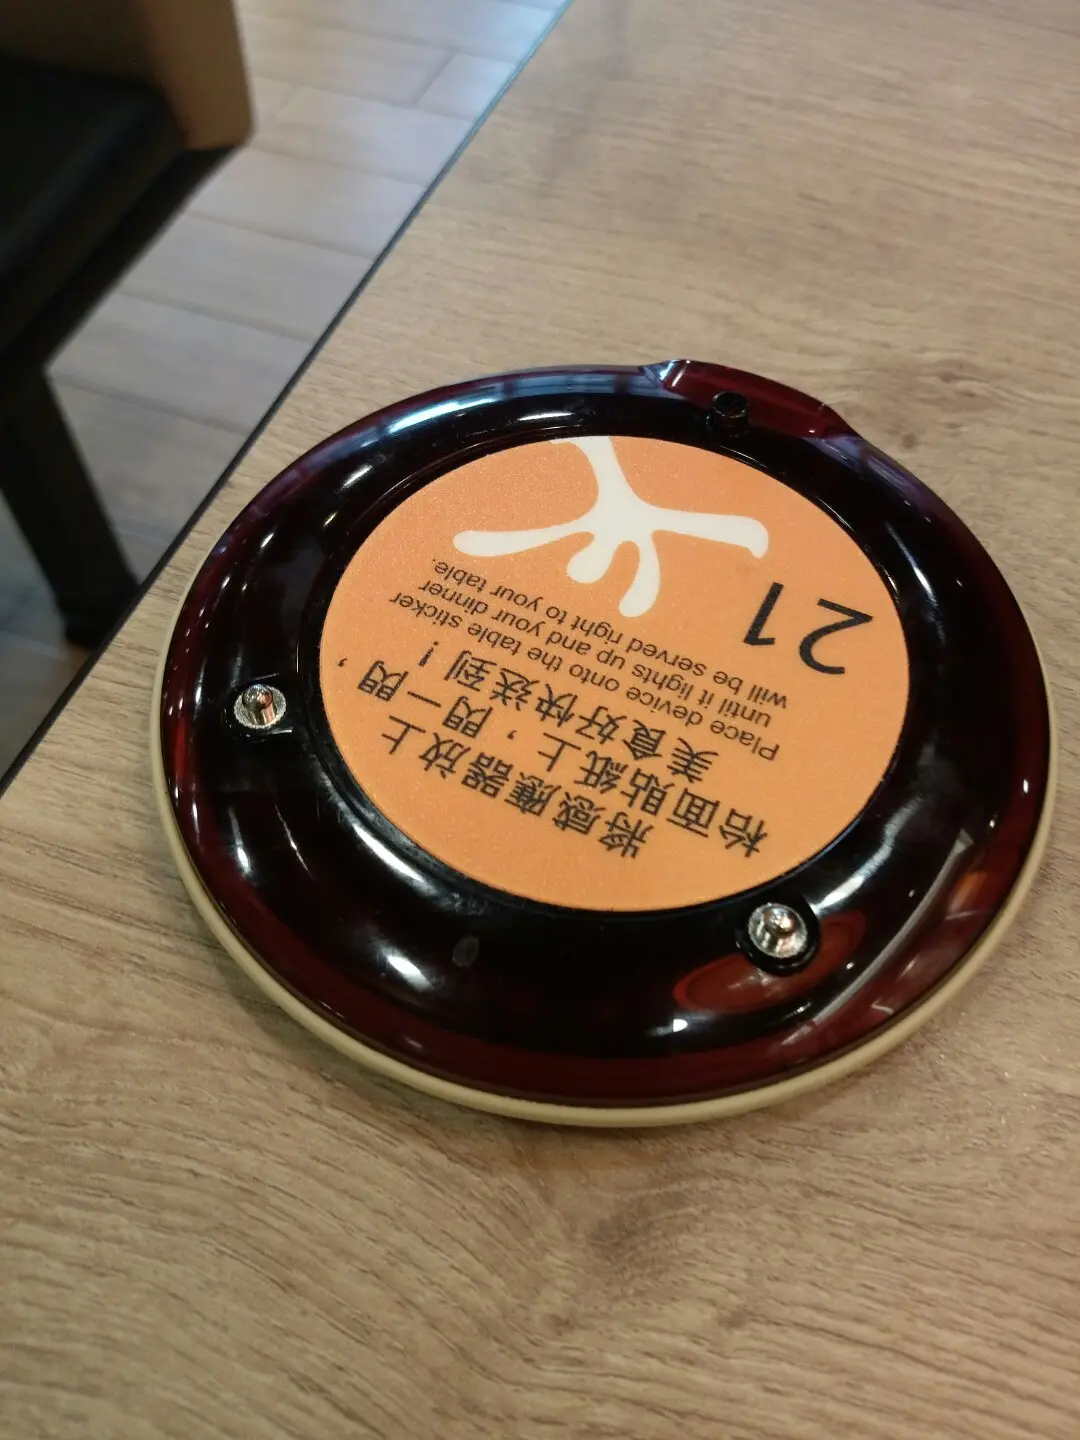 21
將感應器放上
枱面貼紙上，閃一閃，
美食好快送到！
Place device onto the table sticker
until it lights up and your dinner
will be served right to your table.